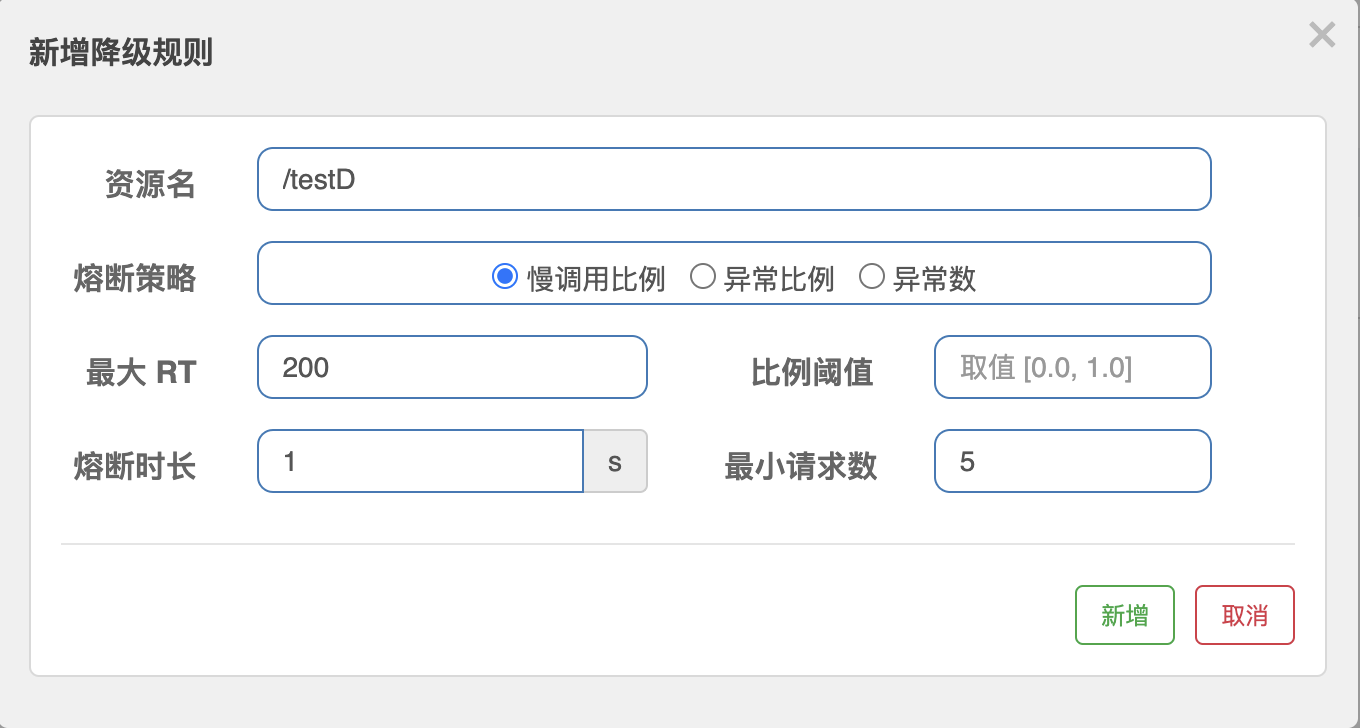 新增降级规则
×
资源名 /testD
熔断策略 慢调用比例 异常比例 异常数
最大 RT 200 比例阈值 取值 [0.0, 1.0]
熔断时长 1 s 最小请求数 5
新增 取消